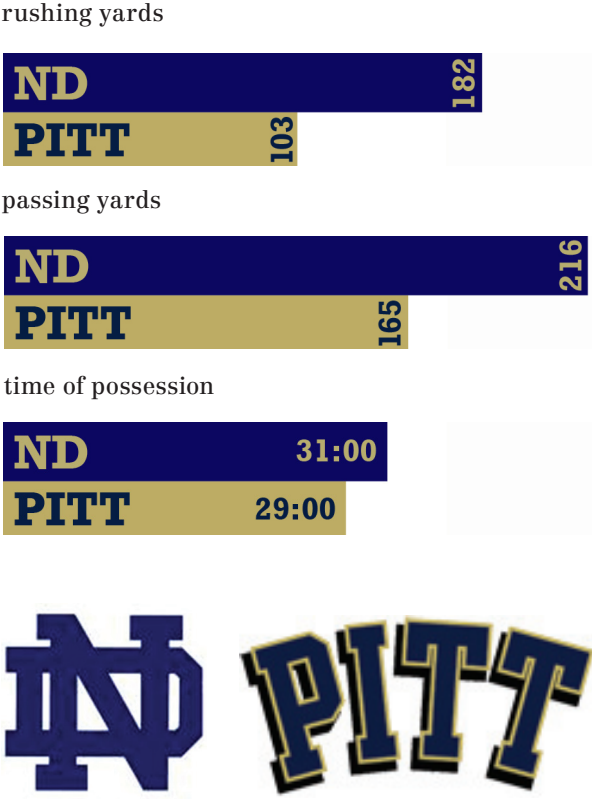 rushing yards
ND
182
PITT
103
passing yards
ND
216
PITT
165
time of possession
ND 31:00
PITT 29:00
ND PITT